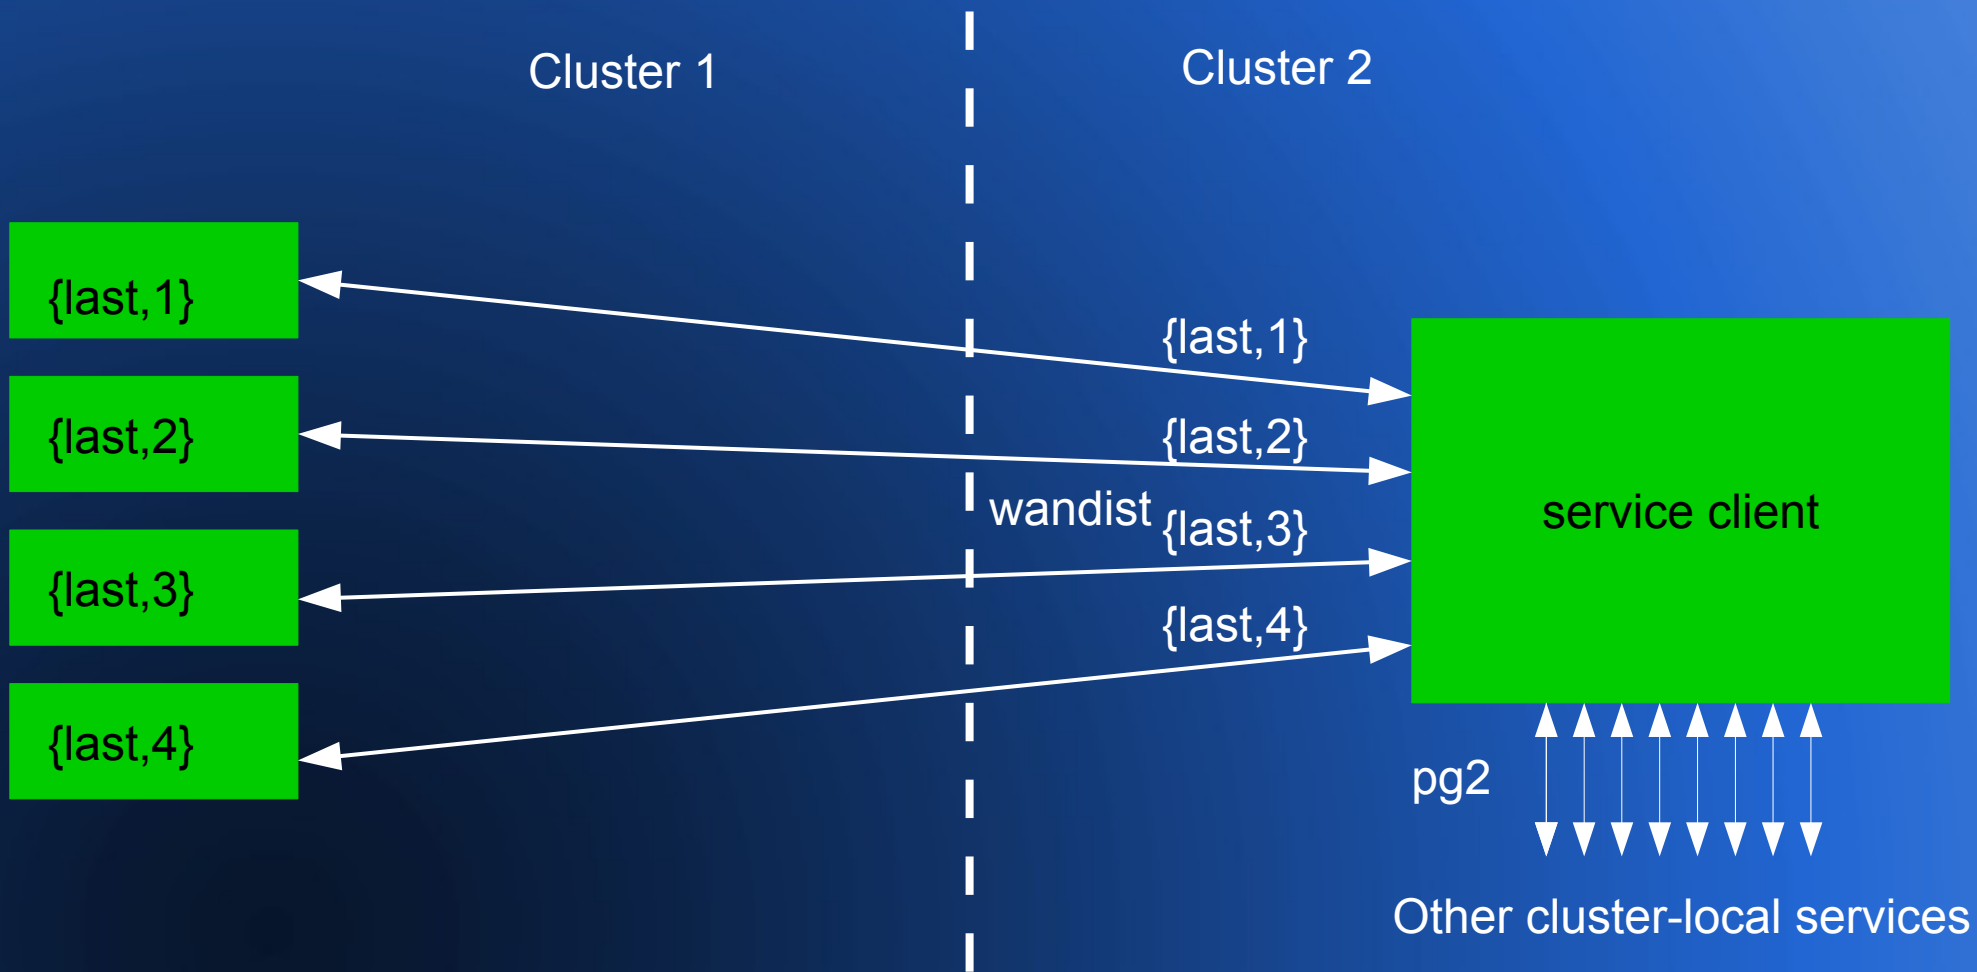 Cluster 1
Cluster 2
{last,1}
{last,2}
{last,3}
{last,4}
{last,1}
{last,2}
wandist
{last,3}
{last,4}
service client
pg2
Other cluster-local services